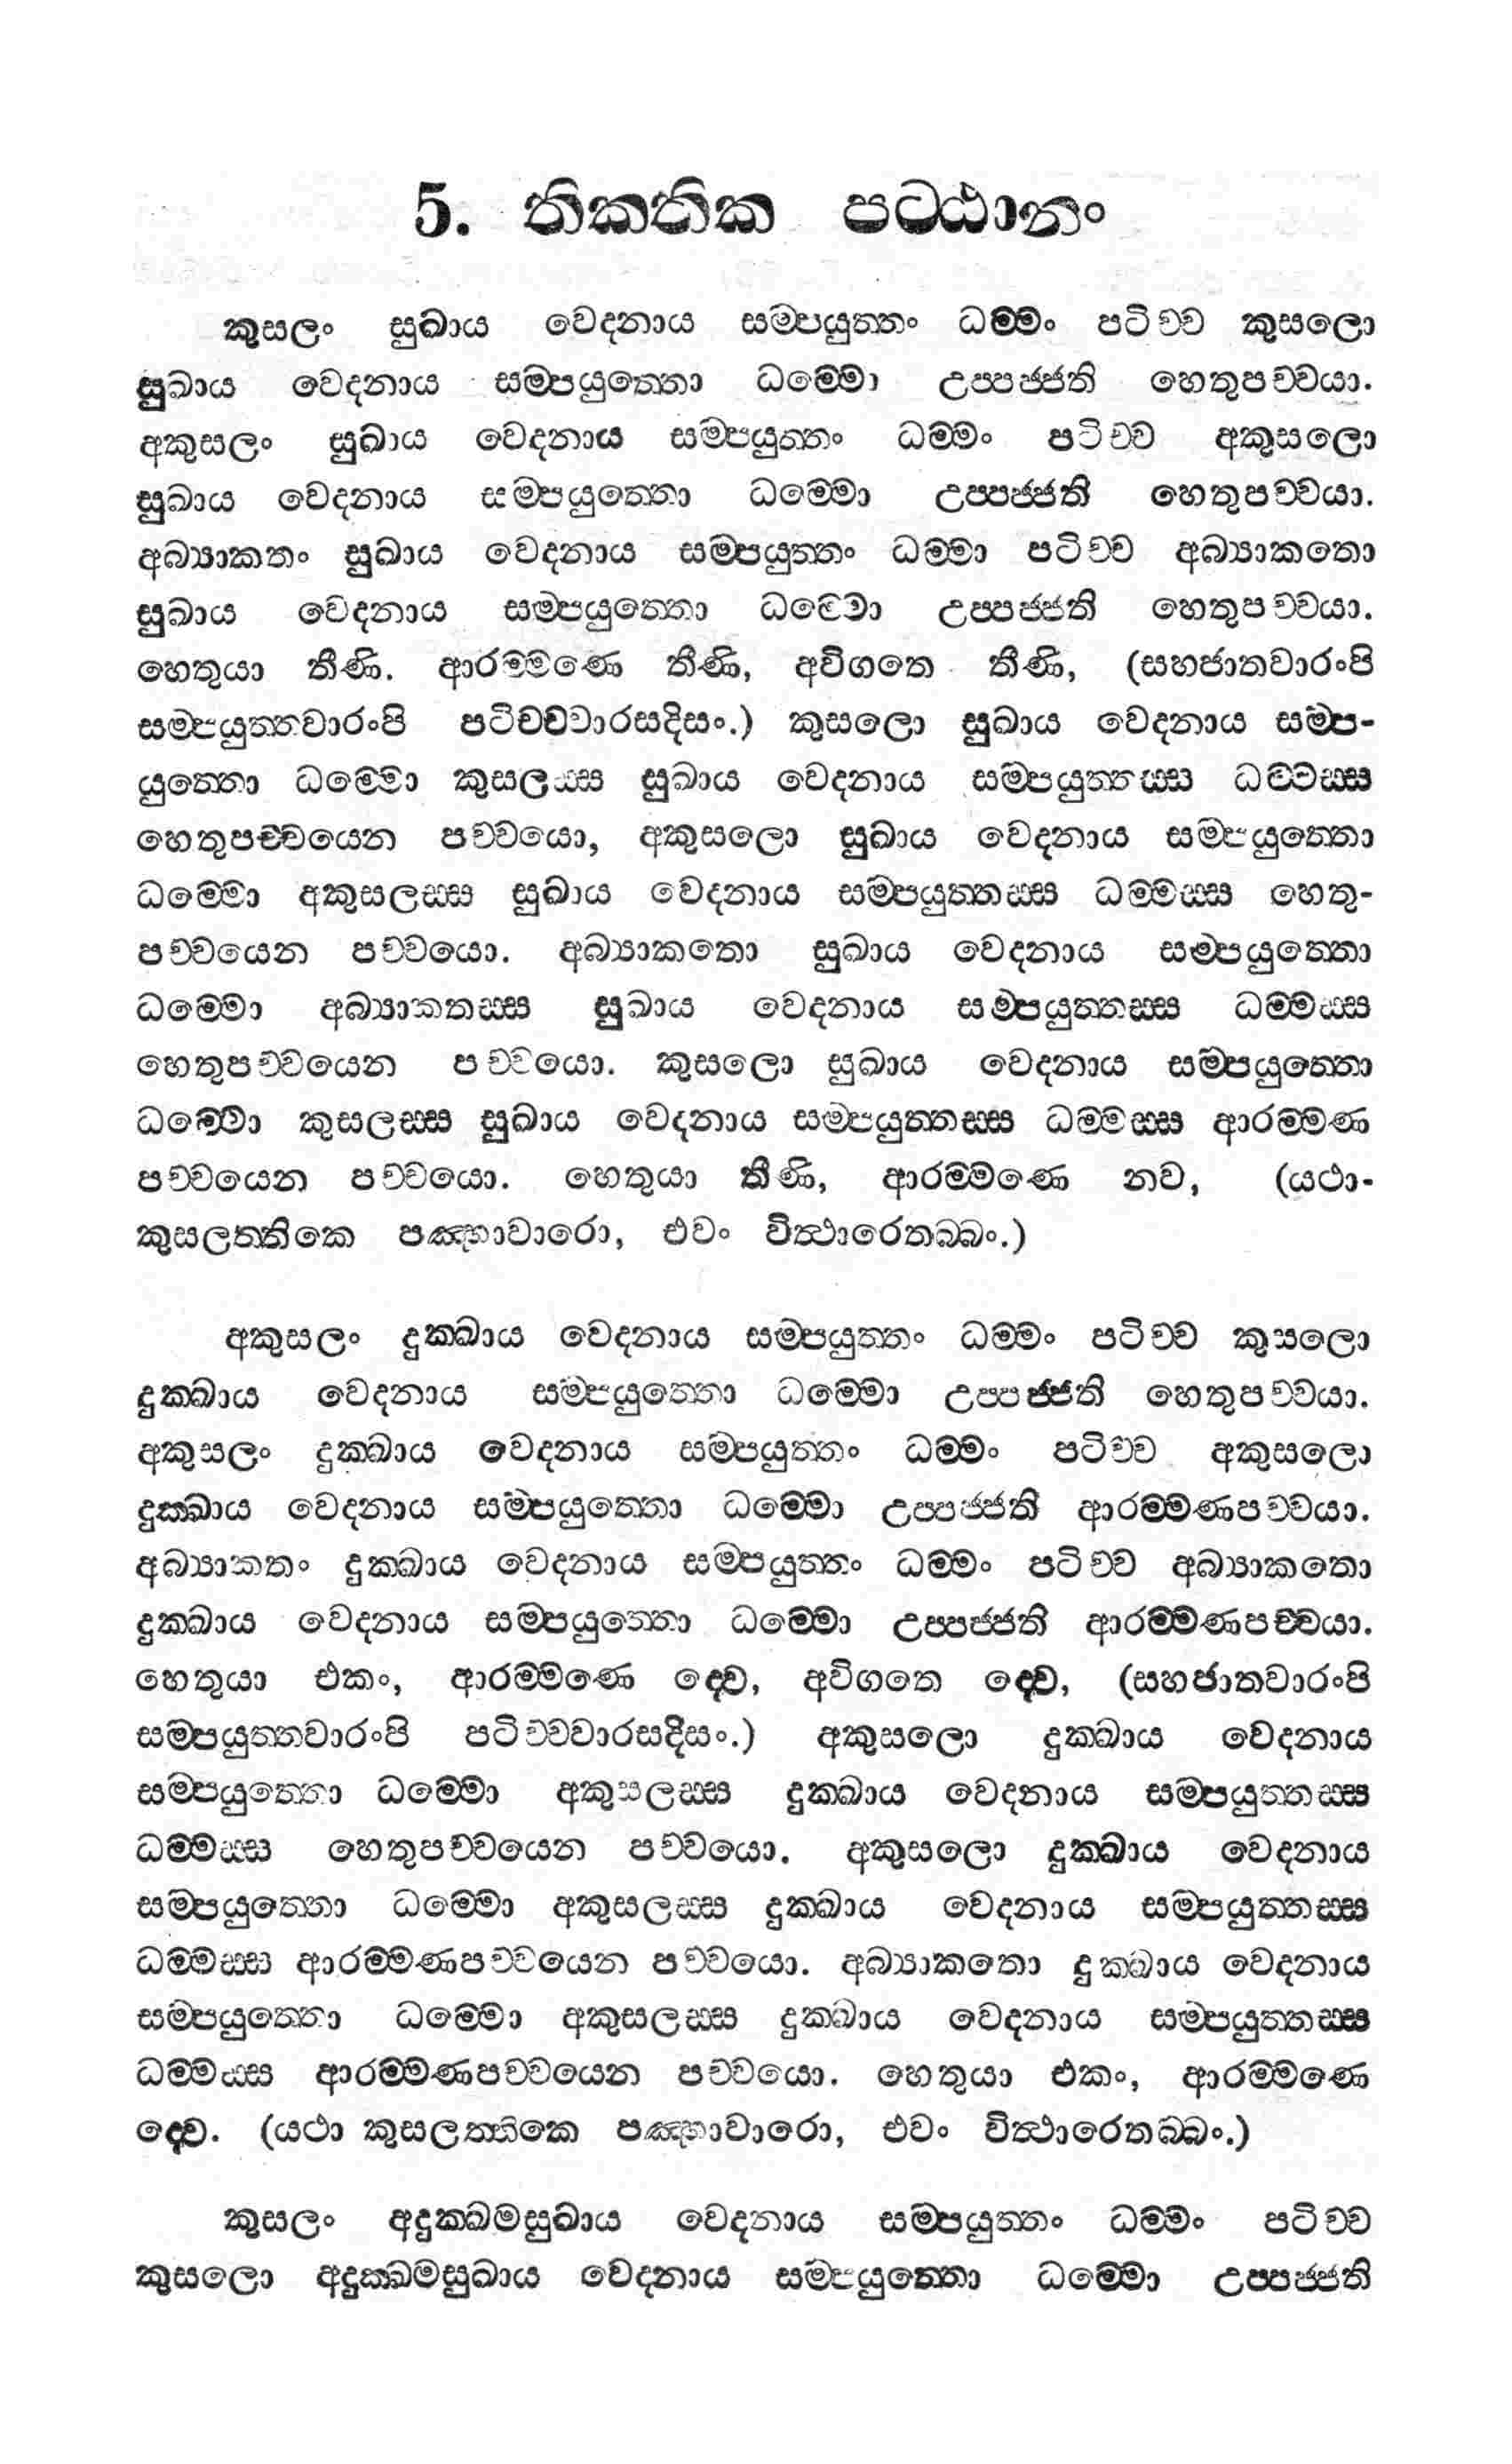 5. තිකතික පට්ඨානං
කුසලං සුඛාය වෙදනාය සම්පයුත්තං ධම්මං පටිච්ච කුසලො
සුඛාය වෙදනාය සම්පයුත්තො ධම්මො උප්පජ්ජති හෙතුපච්චයා.
අකුසලං සුඛාය වෙදනාය සම්පයුත්තං ධම්මං පටිච්ච අකුසලො
සුඛාය වෙදනාය සම්පයුත්තො ධම්මො උප්පජ්ජති හෙතුපච්චයා.
අබ්‍යාකතං සුඛාය වෙදනාය සම්පයුත්තං ධම්මා පටිච්ච අබ්‍යාකතො
සුඛාය වෙදනාය සම්පයුත්තො ධම්මො උප්පජ්ජති හෙතුපච්චයා.
හෙතුයා තීණි. ආරම්මණෙ තීණි, අවිගතෙ තීණි, (සහජාතවාරංපි
සම්පයුත්තවාරංපි පටිච්චවාරසදිසං.) කුසලො සුඛාය වෙදනාය සම්ප-
යුත්තො ධම්මො කුසලස්ස සුඛාය වෙදනාය සම්පයුත්තස්ස ධම්මස්ස
හෙතුපච්චයෙන පච්චයො, අකුසලො සුඛාය වෙදනාය සම්පයුත්තො
ධම්මො අකුසලස්ස සුඛාය වෙදනාය සම්පයුත්තස්ස ධම්මස්ස හෙතු-
පච්චයෙන පච්චයො. අබ්‍යාකතො සුඛාය වෙදනාය සම්පයුත්තො
ධම්මො අබ්‍යාකතස්ස සුඛාය වෙදනාය සම්පයුත්තස්ස ධම්මස්ස
හෙතුපච්චයෙන පච්චයො. කුසලො සුඛාය වෙදනාය සම්පයුත්තො
ධම්මො කුසලස්ස සුඛාය වෙදනාය සම්පයුත්තස්ස ධම්මස්ස ආරම්මණ
පච්චයෙන පච්චයො. හෙතුයා තීණි, ආරම්මණෙ නව, (යථා-
කුසලත්තිකෙ පඤ්හාවාරො, එවං විත්ථාරෙතබ්බං.)
අකුසලං දුක්ඛාය වෙදනාය සම්පයුත්තං ධම්මං පටිච්ච කුසලො
දුක්ඛාය වෙදනාය සම්පයුත්තො ධම්මො උප්පජ්ජති හෙතුපච්චයා.
අකුසලං දුක්ඛාය වෙදනාය සම්පයුත්තං ධම්මං පටිච්ච අකුසලො
දුක්ඛාය වෙදනාය සම්පයුත්තො ධම්මො උප්පජ්ජති ආරම්මණපච්චයා.
අබ්‍යාකතං දුක්ඛාය වෙදනාය සම්පයුත්තං ධම්මං පටිච්ච අබ්‍යාකතො
දුක්ඛාය වෙදනාය සම්පයුත්තො ධම්මො උප්පජ්ජති ආරම්මණපච්චයා.
හෙතුයා එකං, ආරම්මණෙ ද්වෙ, අවිගතෙ ද්වෙ, (සහජාතවාරංපි
සම්පයුත්තවාරංපි පටිච්චවාරසදිසං.) අකුසලො දුක්ඛාය වෙදනාය
සම්පයුත්තො ධම්මො අකුසලස්ස දුක්ඛාය වෙදනාය සම්පයුත්තස්ස
ධම්මස්ස හෙතුපච්චයෙන පච්චයො. අකුසලො දුක්ඛාය වෙදනාය
සම්පයුත්තො ධම්මො අකුසලස්ස දුක්ඛාය වෙදනාය සම්පයුත්තස්ස
ධම්මස්ස ආරම්මණපච්චයෙන පච්චයො. අබ්‍යාකතො දුක්ඛාය වෙදනාය
සම්පයුත්තො ධම්මො අකුසලස්ස දුක්ඛාය වෙදනාය සම්පයුත්තස්ස
ධම්මස්ස ආරම්මණපච්චයෙන පච්චයො. හෙතුයා එකං, ආරම්මණෙ
ද්වෙ. (යථා කුසලත්තිකෙ පඤ්හාවාරො, එවං විත්ථාරෙතබ්බං.)
කුසලං අදුක්ඛමසුඛාය වෙදනාය සම්පයුත්තං ධම්මං පටිච්ච
කුසලො අදුක්ඛමසුඛාය වෙදනාය සම්පයුත්තො ධම්මො උප්පජ්ජති